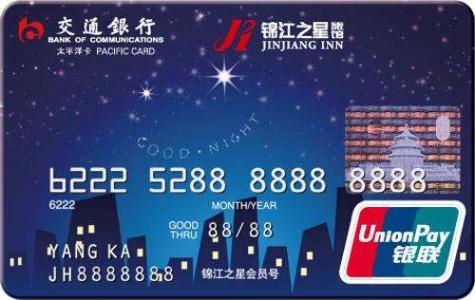 交通銀行
BANK OF COMMUNICATIONS
太平洋卡 PACIFIC CARD
锦江之星旅馆
JINJIANG INN
GOOD·NIGHT
6222 5288 8888 8888
6222
MONTH/YEAR
GOOD THRU 88/88
YANG KA
JH8888888 锦江之星会员号
UnionPay
银联